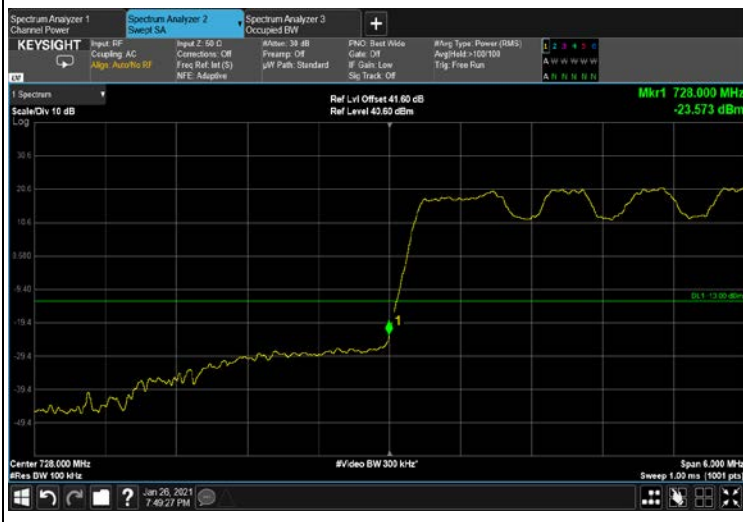 Spectrum Analyzer 1
Channel Power
Spectrum Analyzer 2
Swept SA
Spectrum Analyzer 3
Occupied BW
+
KEYSIGHT
Input: RF
Coupling: AC
Align: Auto/No RF
Input Z: 50 Ω
Corrections: Off
Freq Ref: Int (S)
NFE: Adaptive
#Atten: 30 dB
Preamp: Off
µW Path: Standard
PNO: Best Wide
Gate: Off
IF Gain: Low
Sig Track: Off
#Avg Type: Power (RMS)
Avg|Hold:>100/100
Trig: Free Run
1 2 3 4 5 6
A W W W W W
A N N N N N
1 Spectrum
Scale/Div 10 dB
Log
Ref Lvl Offset 41.60 dB
Ref Level 40.60 dBm
Mkr1 728.000 MHz
-23.573 dBm
30.6
20.6
10.6
0.600
-9.40
DL1 -13.00 dBm
-19.4
1
-29.4
-39.4
-49.4
Center 728.000 MHz
#Res BW 100 kHz
#Video BW 300 kHz*
Span 6.000 MHz
Sweep 1.00 ms (1001 pts)
?
Jan 26, 2021
7:49:27 PM